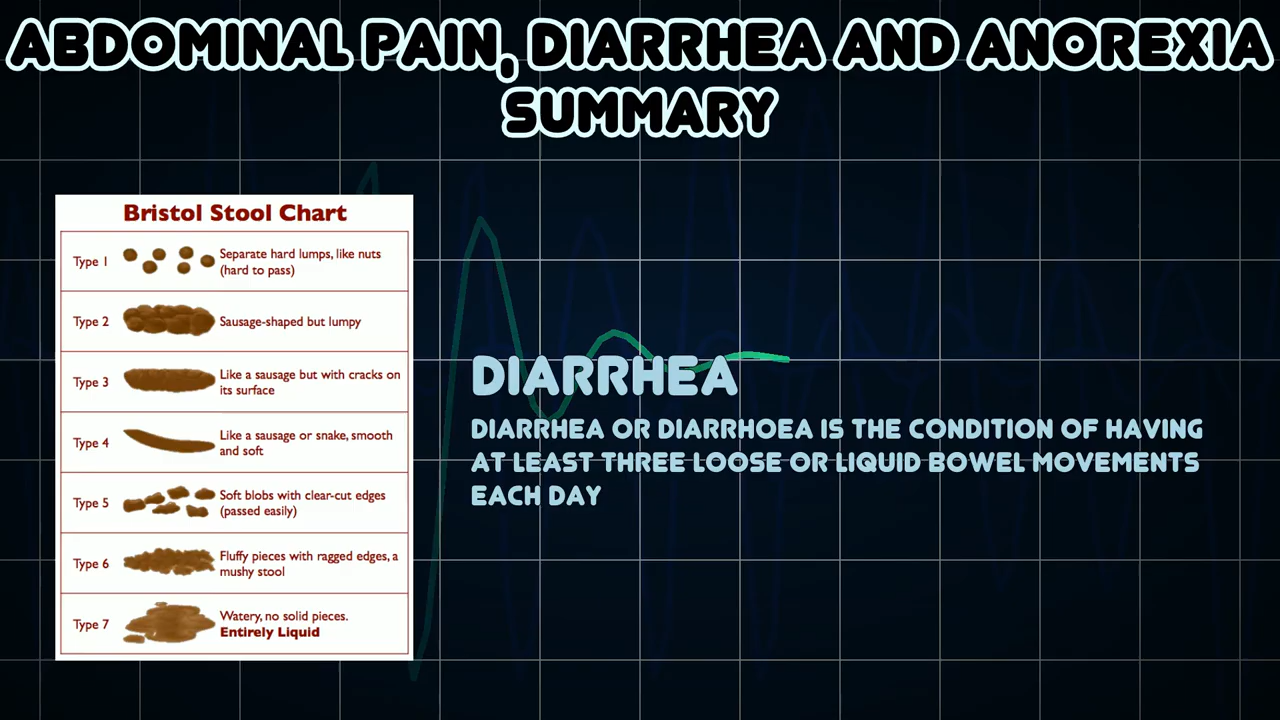 ABDOMINAL PAIN, DIARRHEA AND ANOREXIA
SUMMARY
Bristol Stool Chart
Type 1
Separate hard lumps, like nuts
(hard to pass)
Type 2
Sausage-shaped but lumpy
Type 3
Like a sausage but with cracks on
its surface
Type 4
Like a sausage or snake, smooth
and soft
Type 5
Soft blobs with clear-cut edges
(passed easily)
Type 6
Fluffy pieces with ragged edges, a
mushy stool
Type 7
Watery, no solid pieces.
Entirely Liquid
DIARRHEA
DIARRHEA OR DIARRHOEA IS THE CONDITION OF HAVING
AT LEAST THREE LOOSE OR LIQUID BOWEL MOVEMENTS
EACH DAY